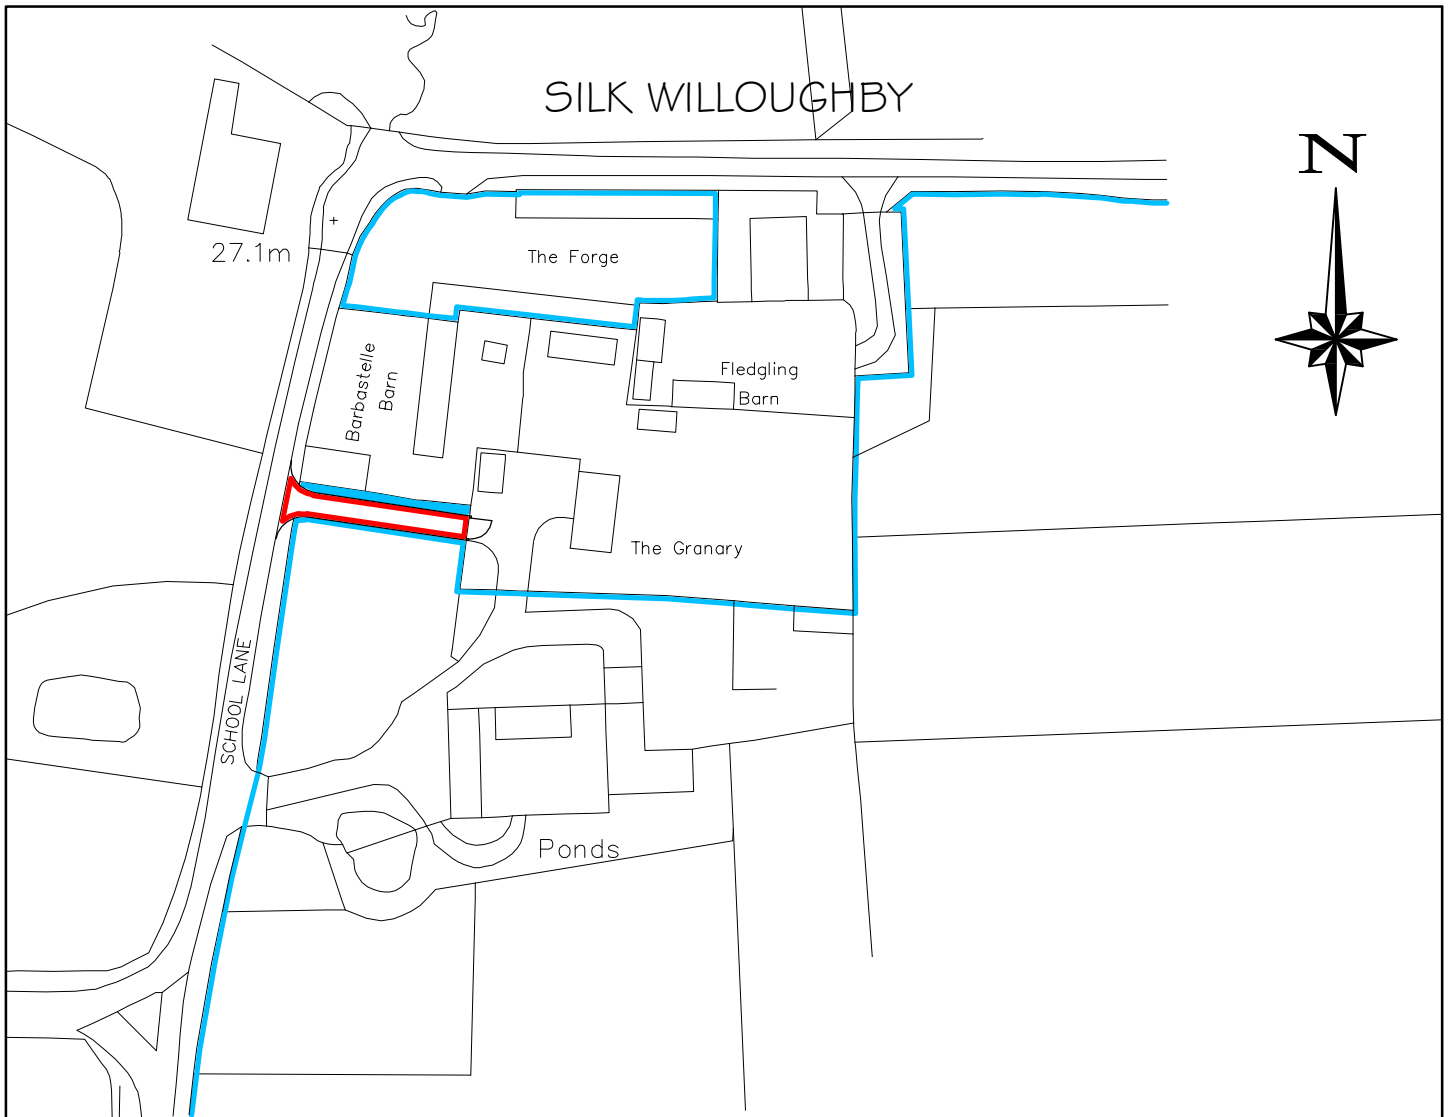 SILK WILLOUGHBY
N
27.1m
The Forge
Barbastelle
Barn
Fledgling
Barn
The Granary
SCHOOL LANE
Ponds